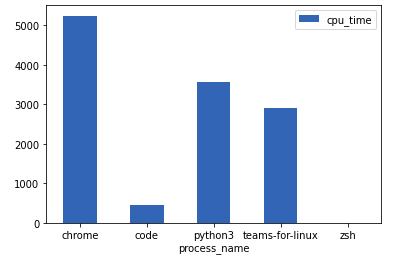 cpu_time
5000
4000
3000
2000
1000
0
chrome code python3 teams-for-linux zsh
process_name